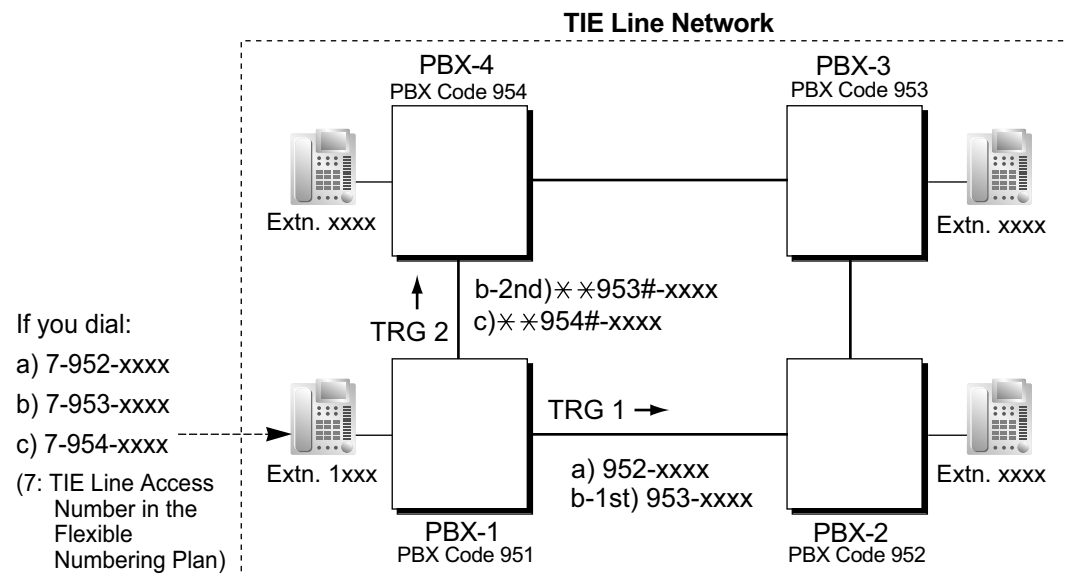 TIE Line Network
PBX-4
PBX Code 954
PBX-3
PBX Code 953
Extn. xxxx
Extn. xxxx
b-2nd)✳✳953#-xxxx
c)✳✳954#-xxxx
TRG 2
If you dial:
a) 7-952-xxxx
b) 7-953-xxxx
c) 7-954-xxxx
(7: TIE Line Access
Number in the
Flexible
Numbering Plan)
Extn. 1xxx
TRG 1
a) 952-xxxx
b-1st) 953-xxxx
Extn. xxxx
PBX-1
PBX Code 951
PBX-2
PBX Code 952